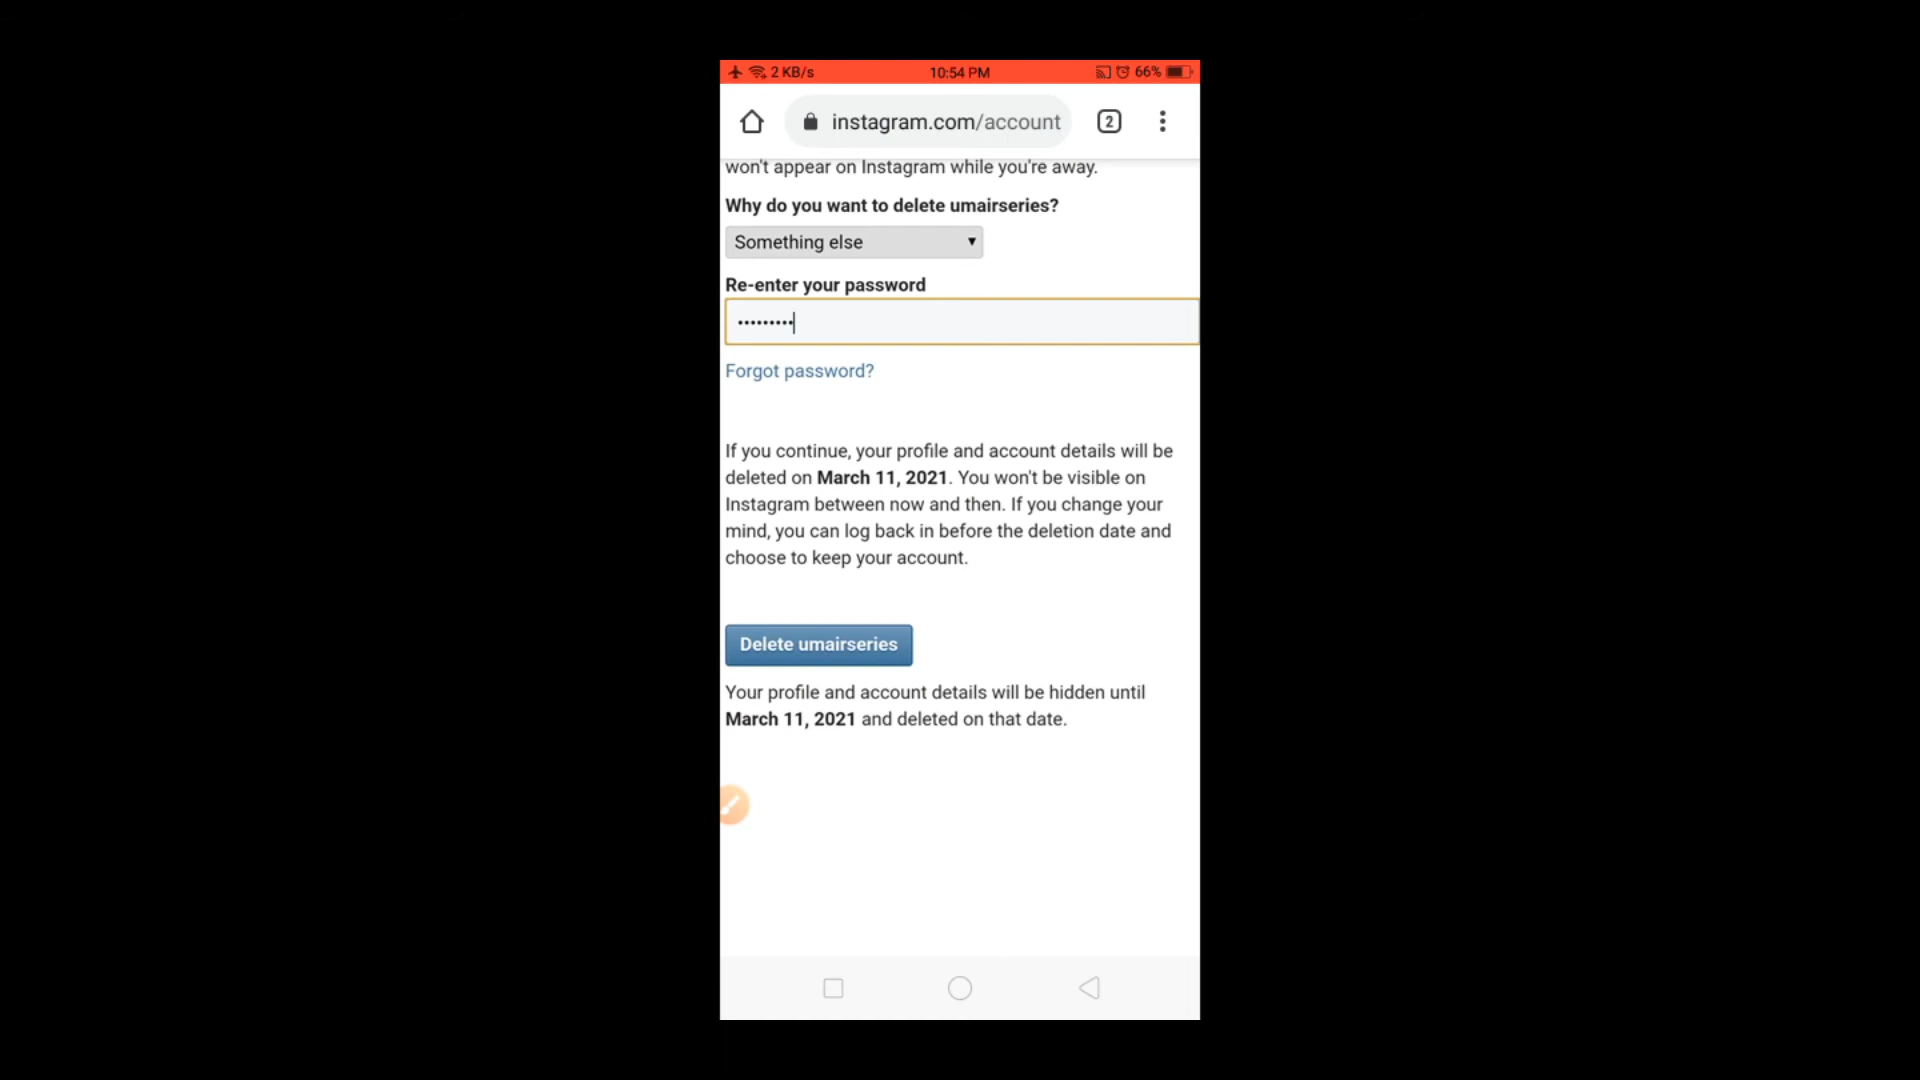 2 KB/s 10:54 PM 66%
instagram.com/account 2
won't appear on Instagram while you're away.
Why do you want to delete umairseries?
Something else
Re-enter your password
•••••••••
Forgot password?
If you continue, your profile and account details will be
deleted on March 11, 2021. You won't be visible on
Instagram between now and then. If you change your
mind, you can log back in before the deletion date and
choose to keep your account.
Delete umairseries
Your profile and account details will be hidden until
March 11, 2021 and deleted on that date.